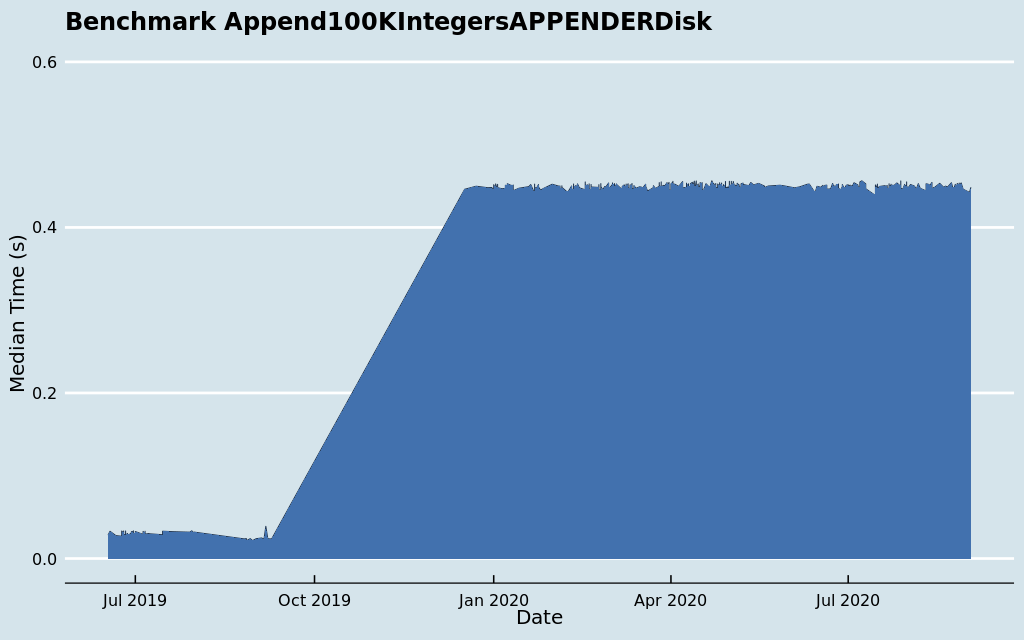 Benchmark Append100KIntegersAPPENDERDisk
0.6
0.4
0.2
0.0
Median Time (s)
Jul 2019
Oct 2019
Jan 2020
Apr 2020
Jul 2020
Date